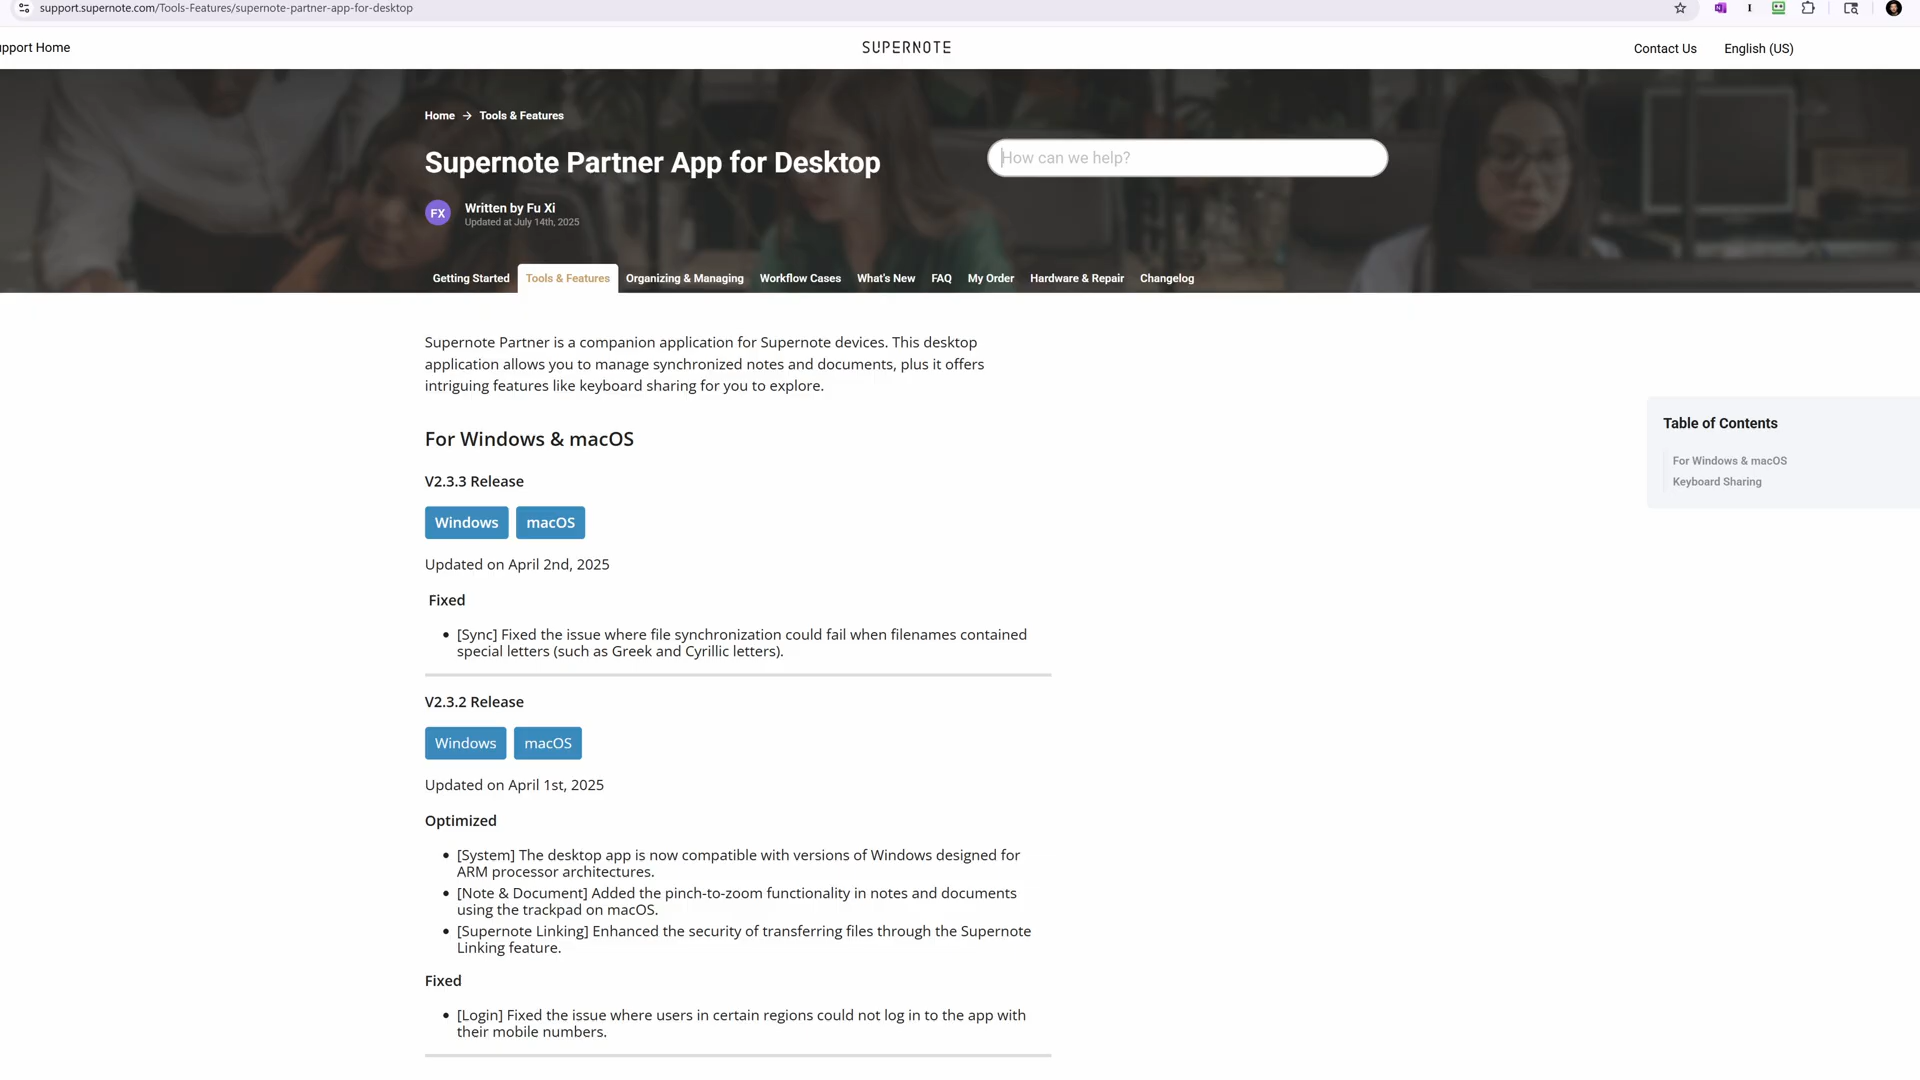 support.supernote.com/Tools-Features/supernote-partner-app-for-desktop
pport Home
SUPERNOTE
Contact Us
English (US)
Home → Tools & Features
Supernote Partner App for Desktop
How can we help?
FX
Written by Fu Xi
Updated at July 14th, 2025
Getting Started Tools & Features Organizing & Managing Workflow Cases What's New FAQ My Order Hardware & Repair Changelog
Supernote Partner is a companion application for Supernote devices. This desktop
application allows you to manage synchronized notes and documents, plus it offers
intriguing features like keyboard sharing for you to explore.
Table of Contents
For Windows & macOS
Keyboard Sharing
For Windows & macOS
V2.3.3 Release
Windows macOS
Updated on April 2nd, 2025
Fixed
• [Sync] Fixed the issue where file synchronization could fail when filenames contained
special letters (such as Greek and Cyrillic letters).
V2.3.2 Release
Windows macOS
Updated on April 1st, 2025
Optimized
• [System] The desktop app is now compatible with versions of Windows designed for
ARM processor architectures.
• [Note & Document] Added the pinch-to-zoom functionality in notes and documents
using the trackpad on macOS.
• [Supernote Linking] Enhanced the security of transferring files through the Supernote
Linking feature.
Fixed
• [Login] Fixed the issue where users in certain regions could not log in to the app with
their mobile numbers.